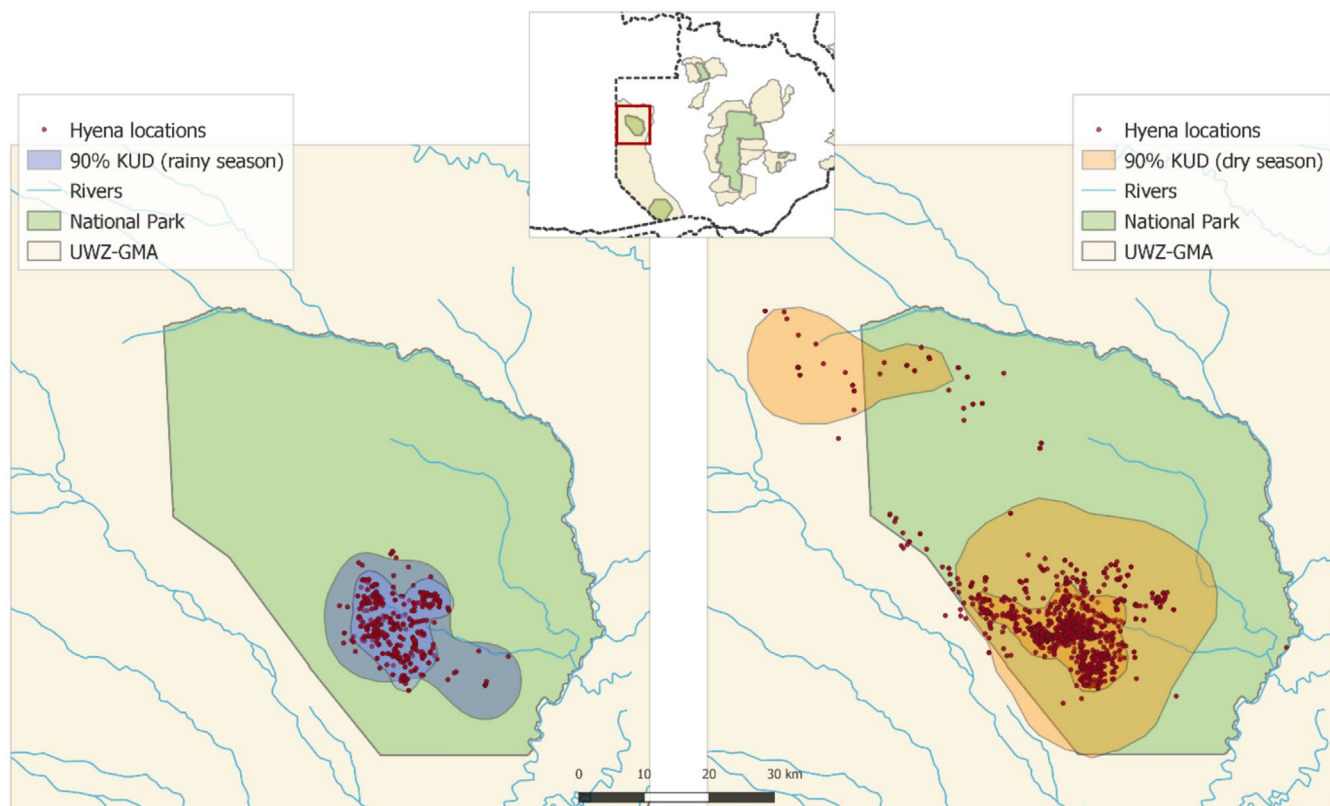 Hyena locations
90% KUD (rainy season)
Rivers
National Park
UWZ-GMA
Hyena locations
90% KUD (dry season)
Rivers
National Park
UWZ-GMA
0 10 20 30 km